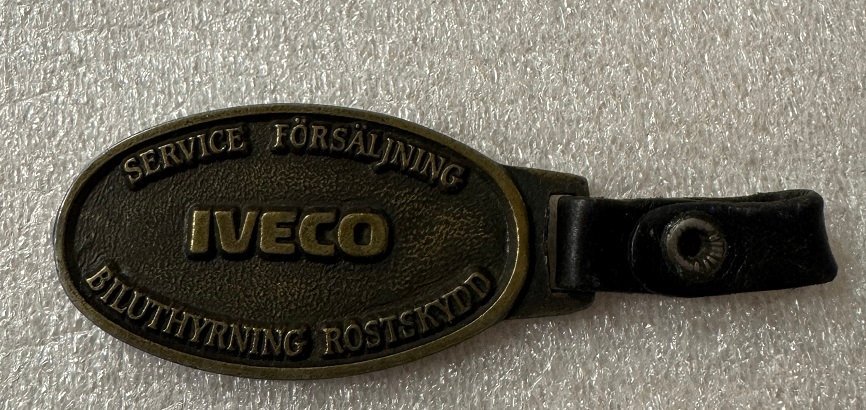 SERVICE FÖRSÄLJNING
IVECO
BILUTHYRNING ROSTSKYDD